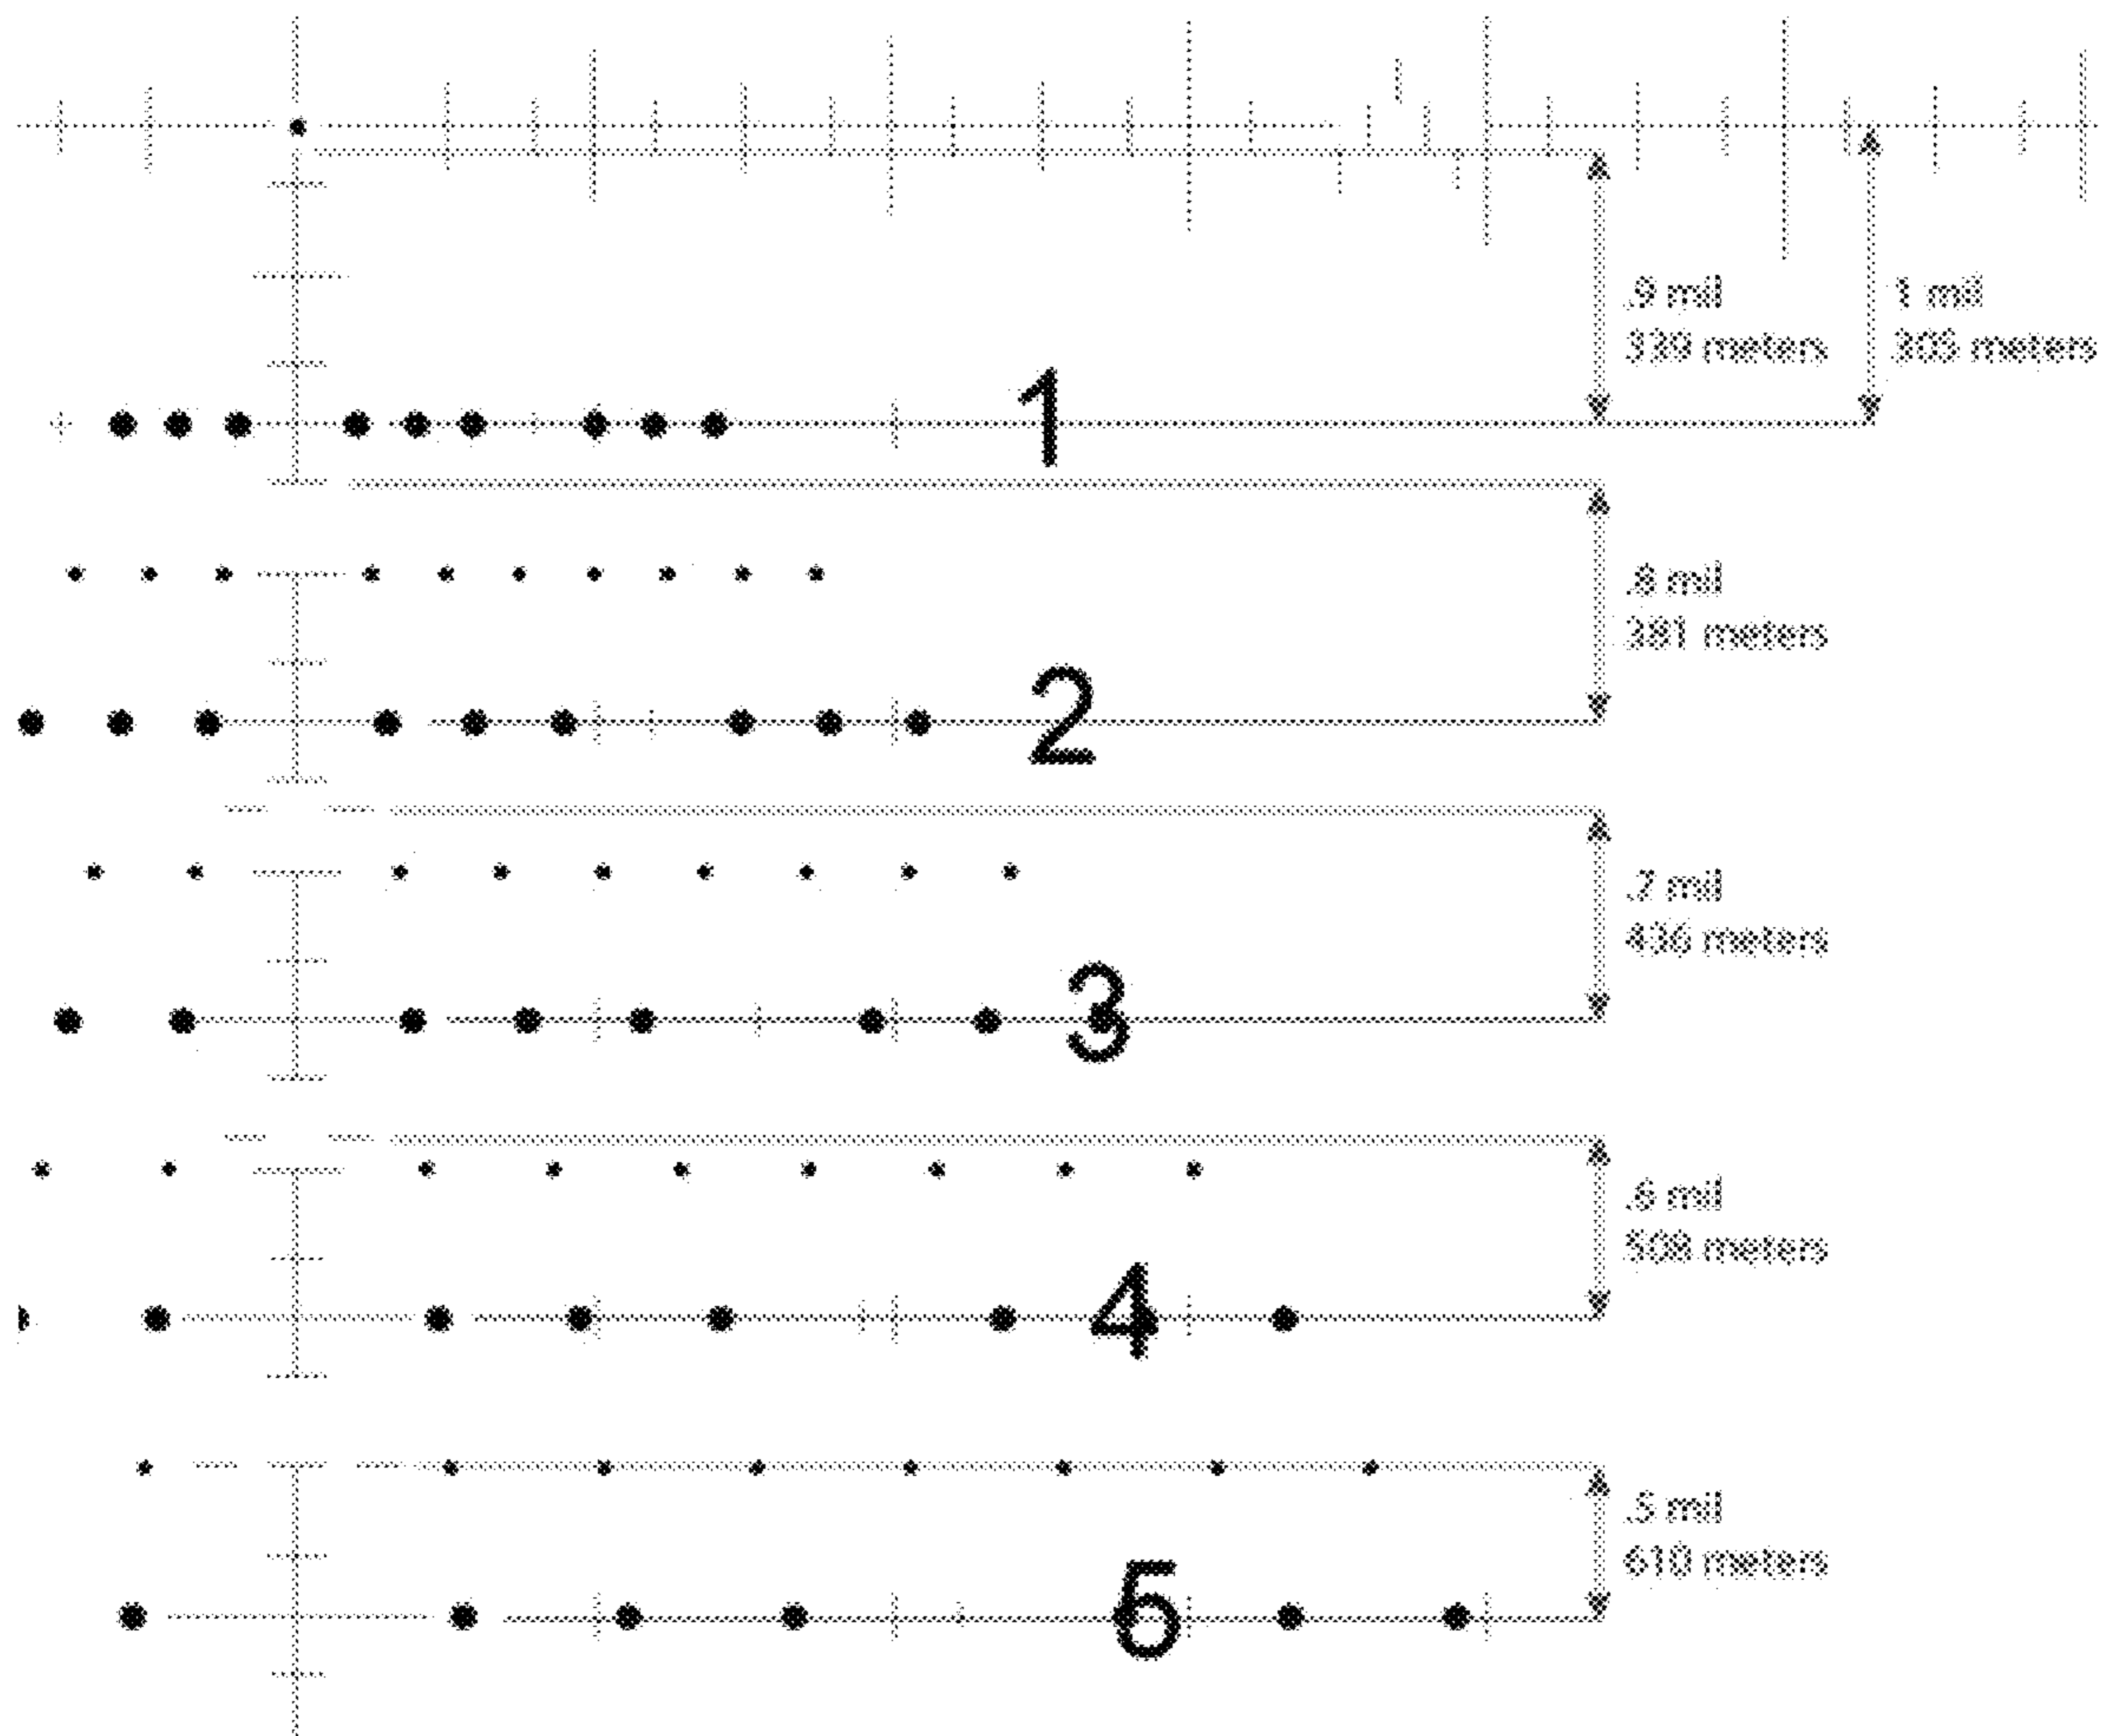 .9 mil
339 meters
1 mil
305 meters
1
.8 mil
381 meters
2
.7 mil
436 meters
3
.6 mil
508 meters
4
.5 mil
610 meters
5